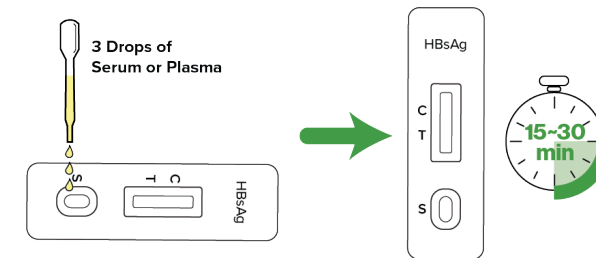 3 Drops of
Serum or Plasma
S
T C
HBsAg
HBsAg
C
T
S
15~30
min